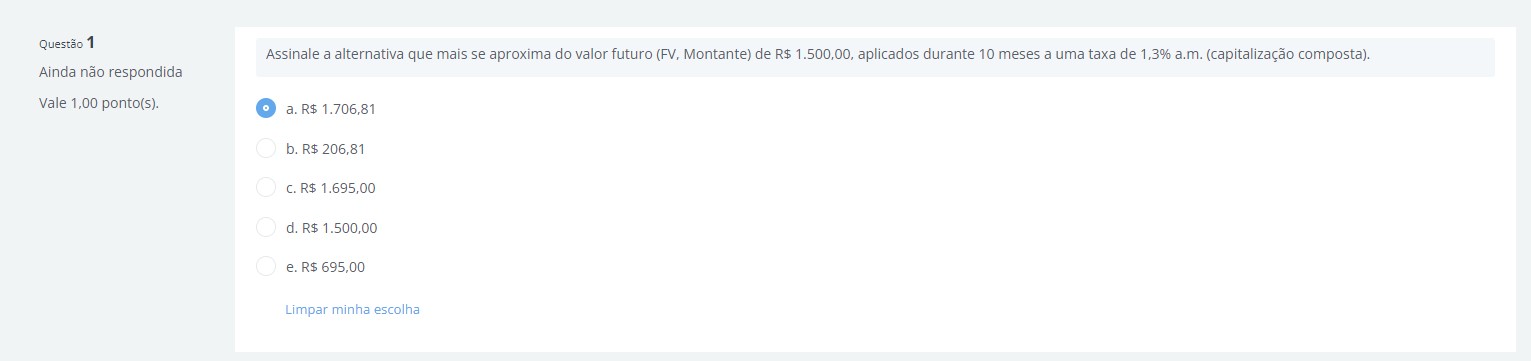 Questão 1
Ainda não respondida
Vale 1,00 ponto(s).
Assinale a alternativa que mais se aproxima do valor futuro (FV, Montante) de R$ 1.500,00, aplicados durante 10 meses a uma taxa de 1,3% a.m. (capitalização composta).
a. R$ 1.706,81
b. R$ 206,81
c. R$ 1.695,00
d. R$ 1.500,00
e. R$ 695,00
Limpar minha escolha